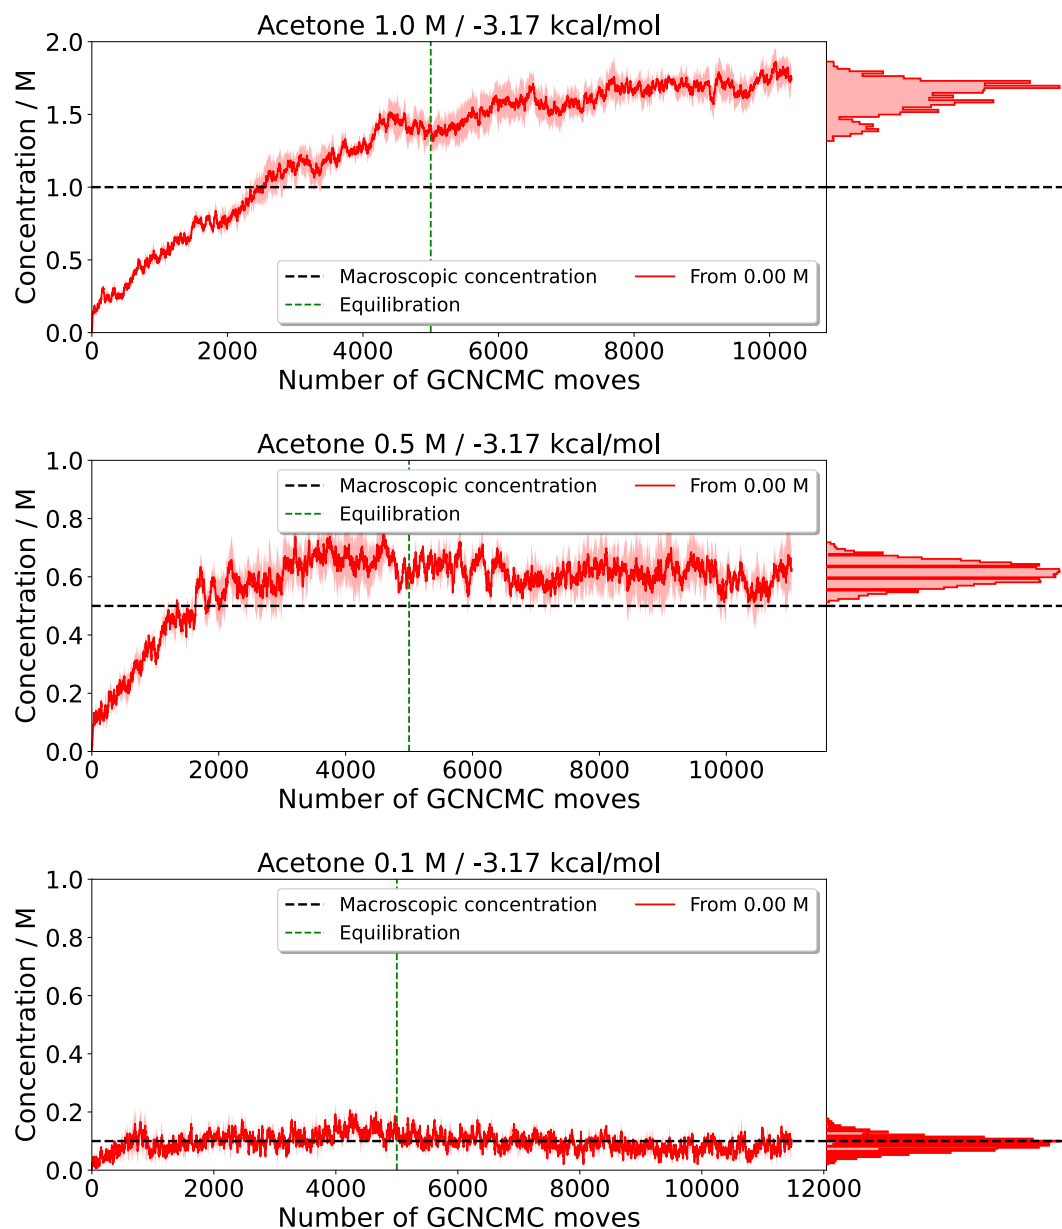 Acetone 1.0 M / -3.17 kcal/mol
Concentration / M
2.0
1.5
1.0
0.5
0.0
Macroscopic concentration
From 0.00 M
Equilibration
0 2000 4000 6000 8000 10000
Number of GCNCMC moves
Acetone 0.5 M / -3.17 kcal/mol
Concentration / M
1.0
0.8
0.6
0.4
0.2
0.0
Macroscopic concentration
From 0.00 M
Equilibration
0 2000 4000 6000 8000 10000
Number of GCNCMC moves
Acetone 0.1 M / -3.17 kcal/mol
Concentration / M
1.0
0.8
0.6
0.4
0.2
0.0
Macroscopic concentration
From 0.00 M
Equilibration
0 2000 4000 6000 8000 10000 12000
Number of GCNCMC moves